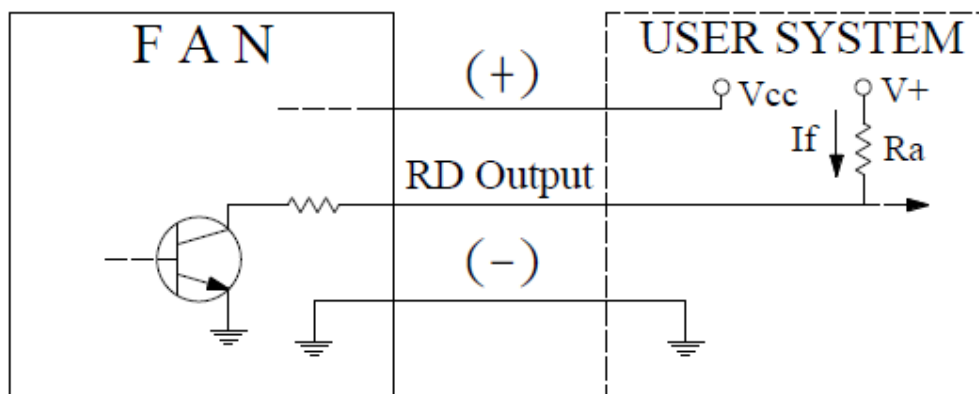 F A N
USER SYSTEM
(+)
Vcc
V+
If
Ra
RD Output
(-)